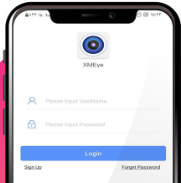 XMEye
Please Input UserName
Please Input Password
Login
Sign Up
Forget Password